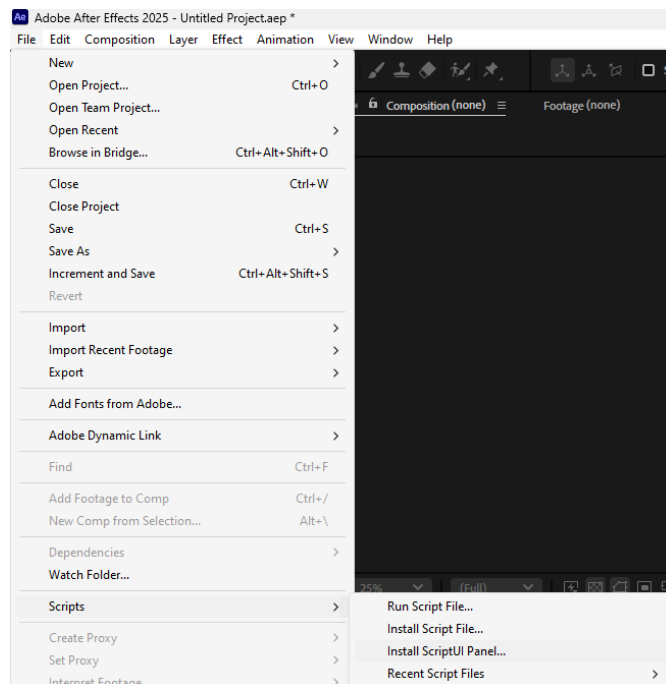 Ae Adobe After Effects 2025 - Untitled Project.aep *
File Edit Composition Layer Effect Animation View Window Help
New
Open Project... Ctrl+O
Open Team Project...
Open Recent
Browse in Bridge... Ctrl+Alt+Shift+O
Composition (none) Footage (none)
Close Ctrl+W
Close Project
Save Ctrl+S
Save As
Increment and Save Ctrl+Alt+Shift+S
Revert
Import
Import Recent Footage
Export
Add Fonts from Adobe...
Adobe Dynamic Link
Find Ctrl+F
Add Footage to Comp Ctrl+/
New Comp from Selection... Alt+\
Dependencies
Watch Folder...
25% (Full)
Scripts
Run Script File...
Install Script File...
Install ScriptUI Panel...
Recent Script Files
Create Proxy
Set Proxy
Interpret Footage